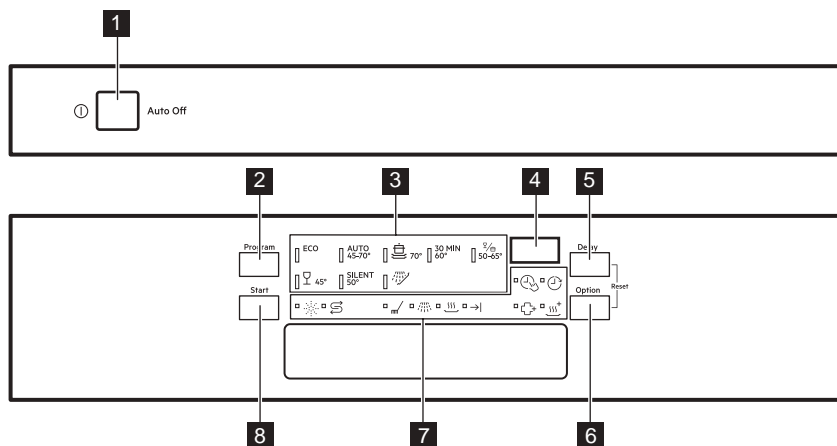 1
Auto Off
2
3
4
5
Program
ECO
AUTO
45-70°
70°
30 MIN
60°
50-65°
Delay
45°
SILENT
50°
Start
Option
Reset
8
7
6